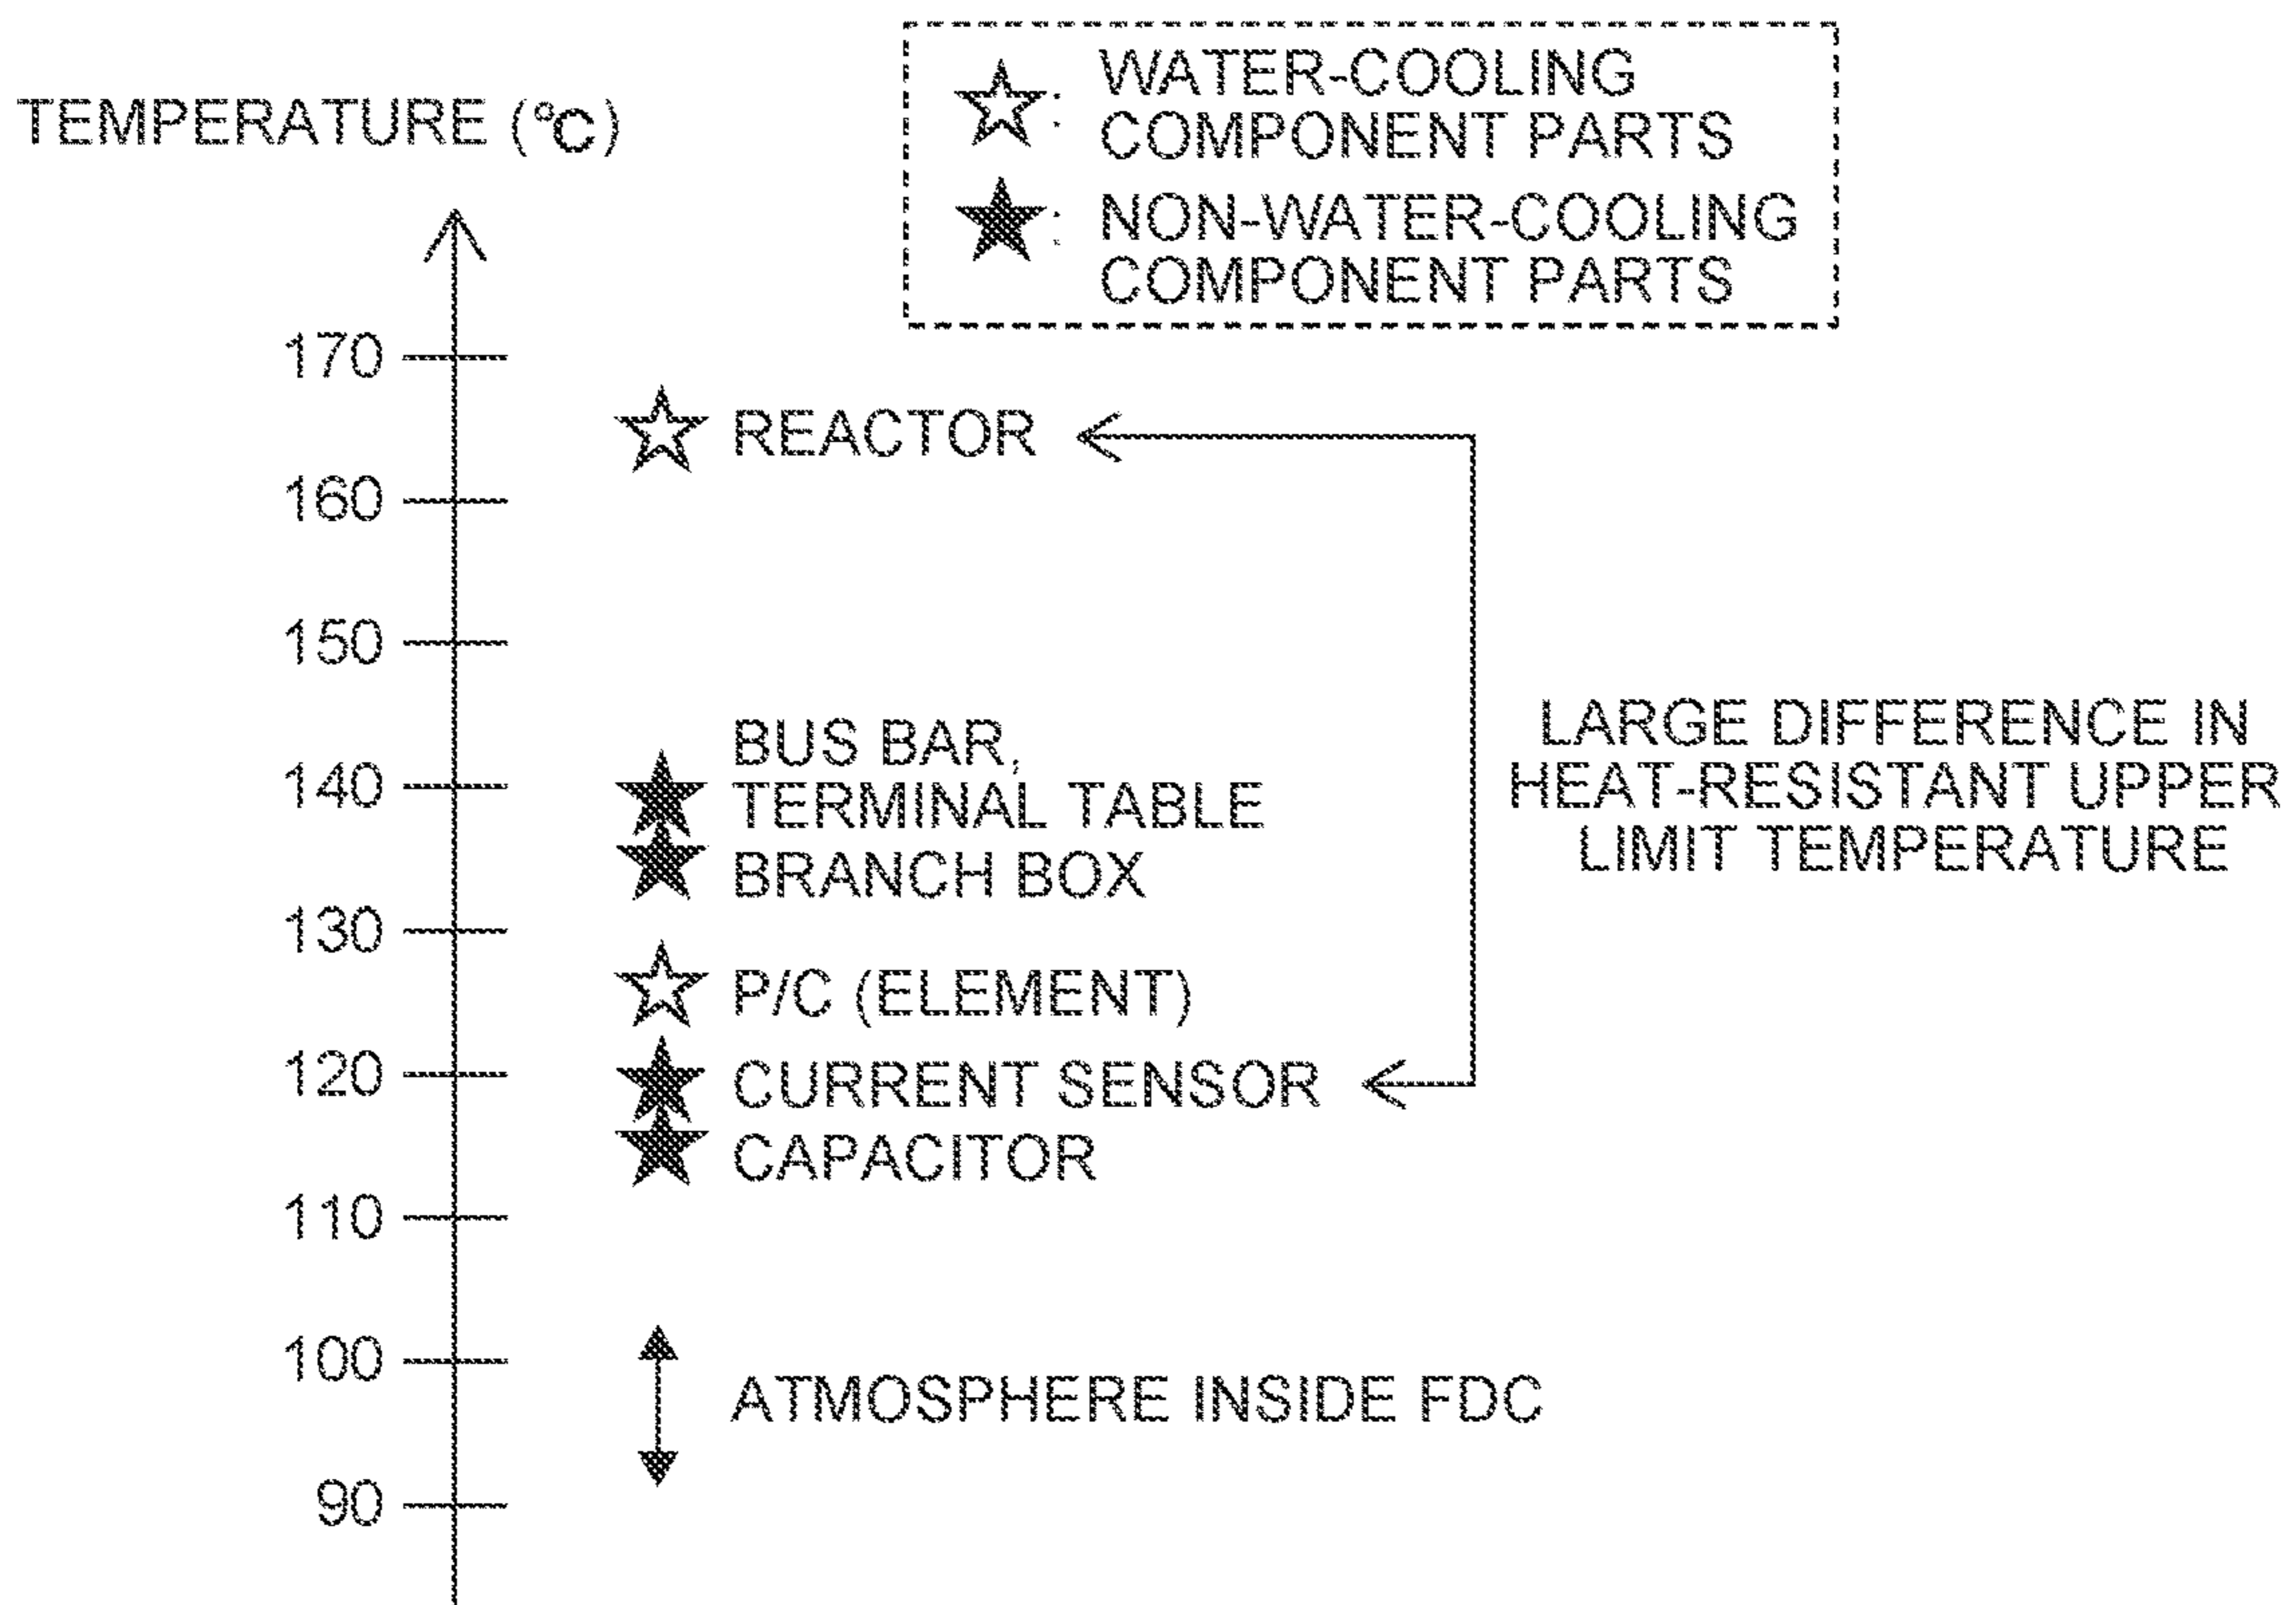 TEMPERATURE (°C)
☆: WATER-COOLING
COMPONENT PARTS
★: NON-WATER-COOLING
COMPONENT PARTS
170
REACTOR
160
150
BUS BAR,
140
TERMINAL TABLE
BRANCH BOX
130
P/C (ELEMENT)
120
CURRENT SENSOR
CAPACITOR
110
100
ATMOSPHERE INSIDE FDC
90
LARGE DIFFERENCE IN
HEAT-RESISTANT UPPER
LIMIT TEMPERATURE